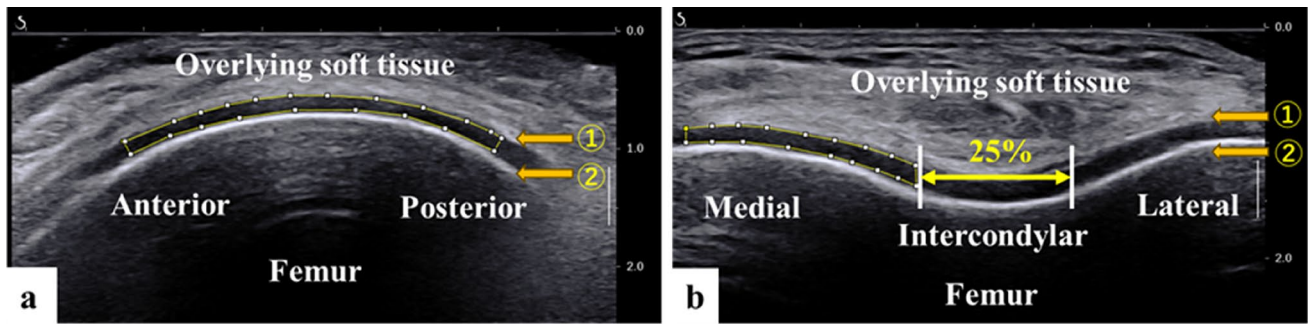 S
0.0
Overlying soft tissue
①
1.0
②
Anterior
Posterior
2.0
Femur
a
S
0.0
Overlying soft tissue
①
25%
②
Medial
Lateral
Intercondylar
2.0
Femur
b